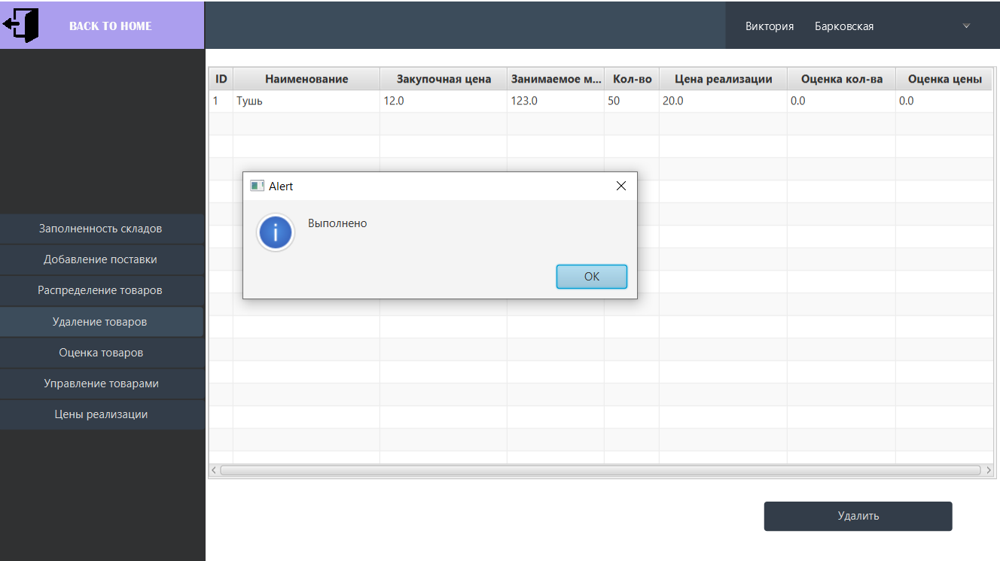 BACK TO HOME
Виктория Барковская
ID Наименование Закупочная цена Занимаемое м... Кол-во Цена реализации Оценка кол-ва Оценка цены
1 Тушь 12.0 123.0 50 20.0 0.0 0.0
Alert
Выполнено
OK
Заполненность складов
Добавление поставки
Распределение товаров
Удаление товаров
Оценка товаров
Управление товарами
Цены реализации
Удалить